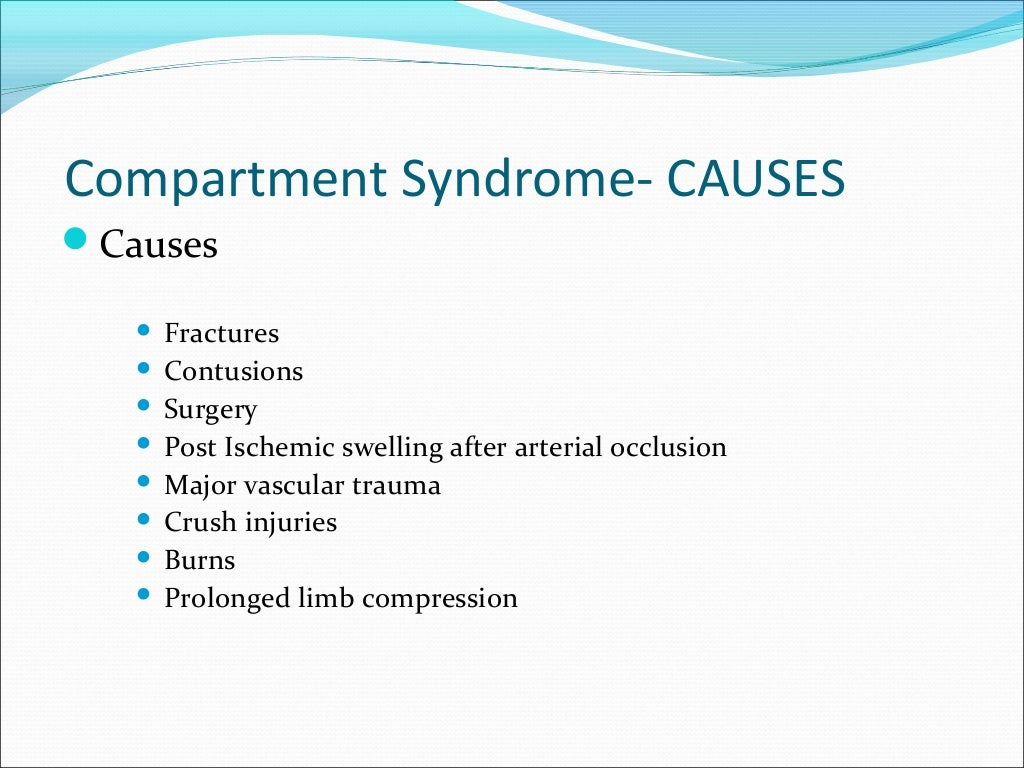 Compartment Syndrome- CAUSES
Causes
Fractures
Contusions
Surgery
Post Ischemic swelling after arterial occlusion
Major vascular trauma
Crush injuries
Burns
Prolonged limb compression